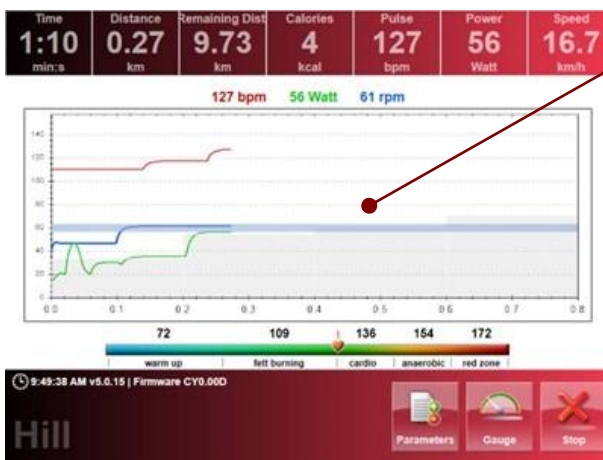 Time Distance Remaining Dist Calories Pulse Power Speed
1:10 0.27 9.73 4 127 56 16.7
min:s km km kcal bpm Watt km/h
127 bpm 56 Watt 61 rpm
140
120
100
80
60
40
20
0
0.0 0.1 0.2 0.3 0.4 0.5 0.6 0.7 0.8
72 109 136 154 172
warm up fett burning cardio anaerobic red zone
9:49:38 AM v5.0.15 | Firmware CY0.00D
Hill
Parameters Gauge Stop